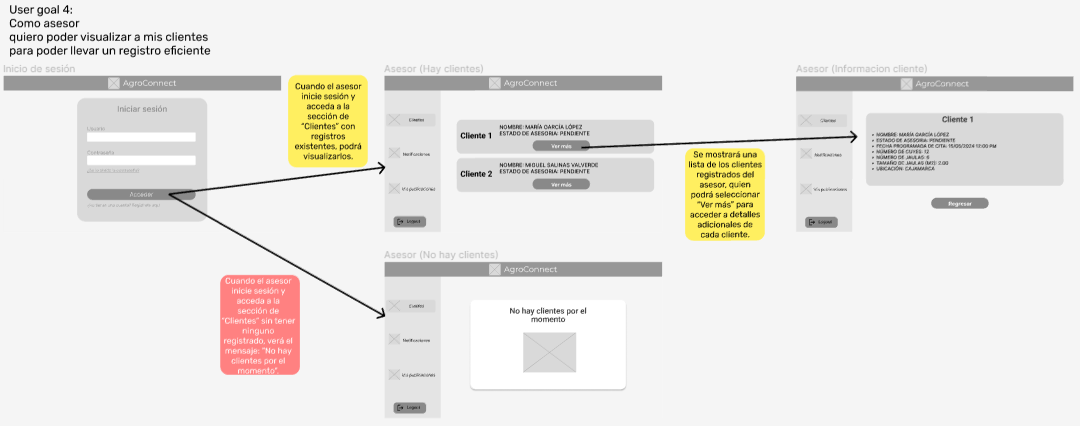 User goal 4:
Como asesor
quiero poder visualizar a mis clientes
para poder llevar un registro eficiente
Inicio de sesión
AgroConnect
Iniciar sesión
Usuario
Contraseña
Acceder
Cuando el asesor
inicie sesión y
acceda a la
sección de
"Clientes" con
registros
existentes, podrá
visualizarlos.
Cuando el asesor
inicie sesión y
acceda a la
sección de
"Clientes" sin tener
ninguno
registrado, verá el
mensaje: "No hay
clientes por el
momento".
Asesor (Hay clientes)
AgroConnect
Clientes
Notificaciones
Mis publicaciones
Logout
Cliente 1
NOMBRE: MARÍA GARCÍA LÓPEZ
ESTADO DE ASESORIA: PENDIENTE
Ver más
Cliente 2
NOMBRE: MIGUEL SALINAS VALVERDE
ESTADO DE ASESORIA: PENDIENTE
Ver más
Se mostrará una
lista de los clientes
registrados del
asesor, quien
podrá seleccionar
"Ver más" para
acceder a detalles
adicionales de
cada cliente.
Asesor (Informacion cliente)
AgroConnect
Clientes
Notificaciones
Mis publicaciones
Logout
Cliente 1
NOMBRE: MARÍA GARCÍA LÓPEZ
ESTADO DE ASESORIA: PENDIENTE
FECHA PROGRAMADA DE CITA: 15/05/2024 13:00 PM
NÚMERO DE CUYES: 12
NÚMERO DE JAULAS: 6
TAMAÑO DE JAULAS (MT): 2.00
UBICACIÓN: CAJAMARCA
Regresar
Asesor (No hay clientes)
AgroConnect
Clientes
Notificaciones
Mis publicaciones
Logout
No hay clientes por el
momento